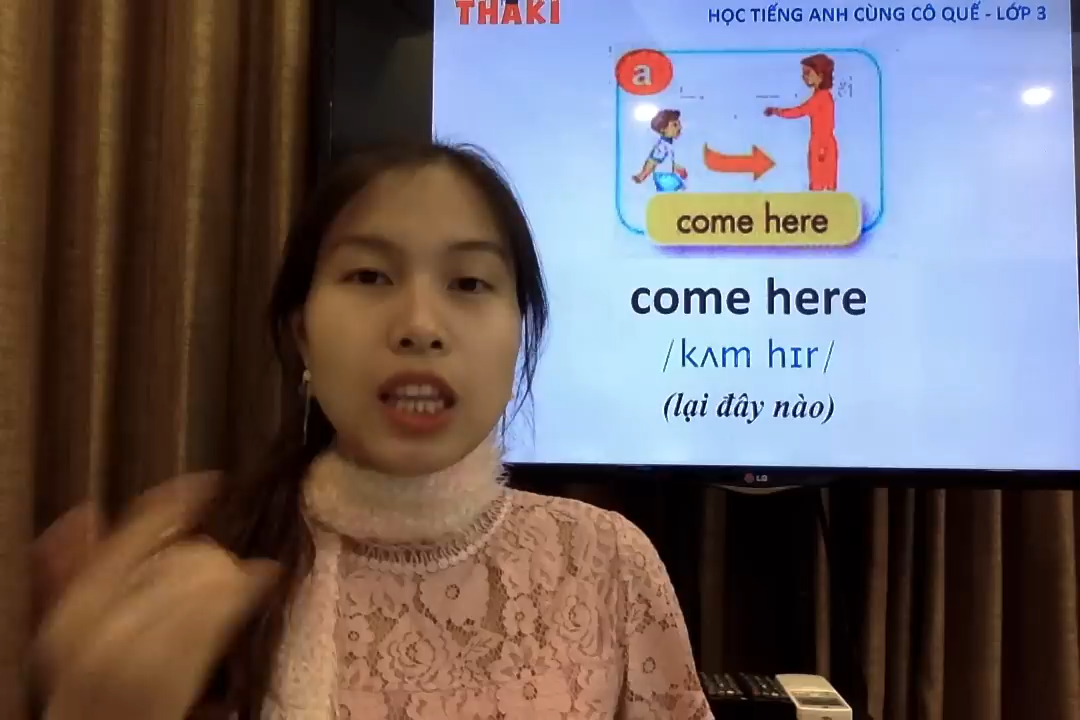 THAKI
HỌC TIẾNG ANH CÙNG CÔ QUẾ - LỚP 3
a
come here
come here
/kʌm hɪr/
(lại đây nào)
LG